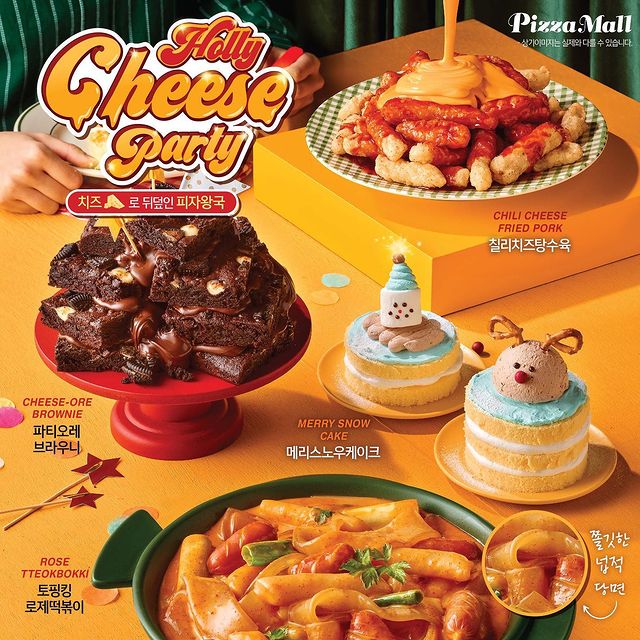 Pizza Mall
상기이미지는 실제와 다를 수 있습니다.
Holly
Cheese
Party
치즈로 뒤덮인 피자왕국
CHILI CHEESE
FRIED PORK
칠리치즈탕수육
CHEESE-ORE
BROWNIE
파티오레
브라우니
MERRY SNOW
CAKE
메리스노우케이크
ROSE
TTEOKBOKKI
토핑킹
로제떡볶이
쫄깃한
넙적
당면